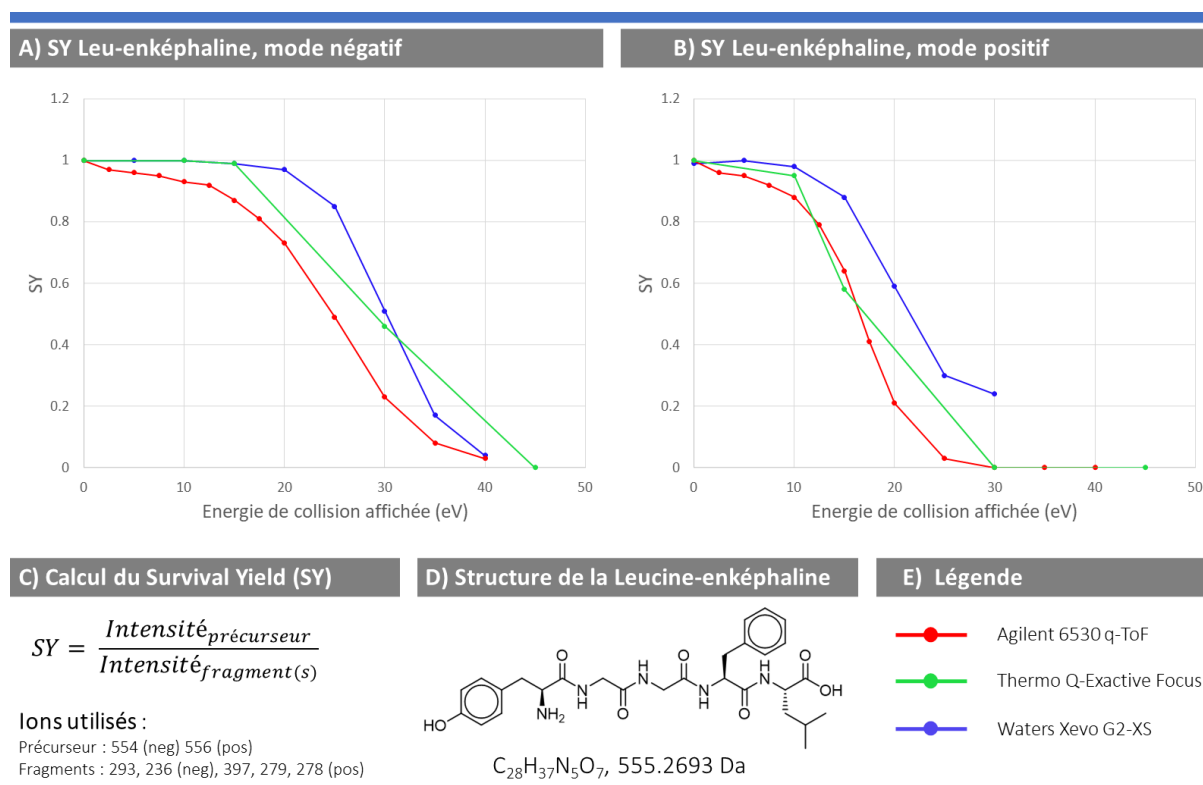 A) SY Leu-enképhaline, mode négatif
B) SY Leu-enképhaline, mode positif
1.2
1
0.8
0.6
0.4
0.2
0
SY
0 10 20 30 40 50
Energie de collision affichée (eV)
1.2
1
0.8
0.6
0.4
0.2
0
SY
0 10 20 30 40 50
Energie de collision affichée (eV)
C) Calcul du Survival Yield (SY)
SY = Intensité_précurseur / Intensité_fragment(s)
Ions utilisés :
Précurseur : 554 (neg) 556 (pos)
Fragments : 293, 236 (neg), 397, 279, 278 (pos)
D) Structure de la Leucine-enképhaline
HO
NH₂
O
H
N
O
N
H
O
H
N
O
N
H
O
OH
C₂₈H₃₇N₅O₇, 555.2693 Da
E) Légende
Agilent 6530 q-ToF
Thermo Q-Exactive Focus
Waters Xevo G2-XS